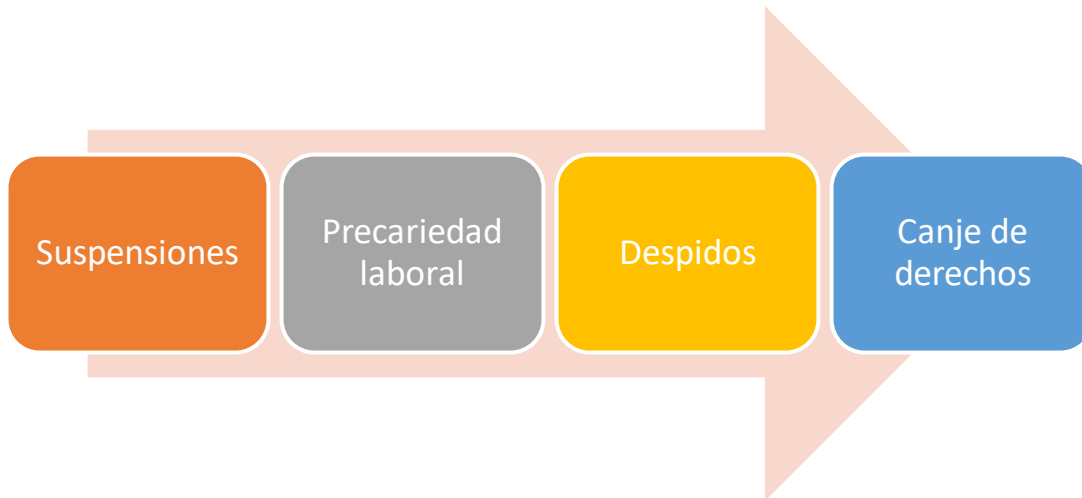 Suspensiones
Precariedad
laboral
Despidos
Canje de
derechos